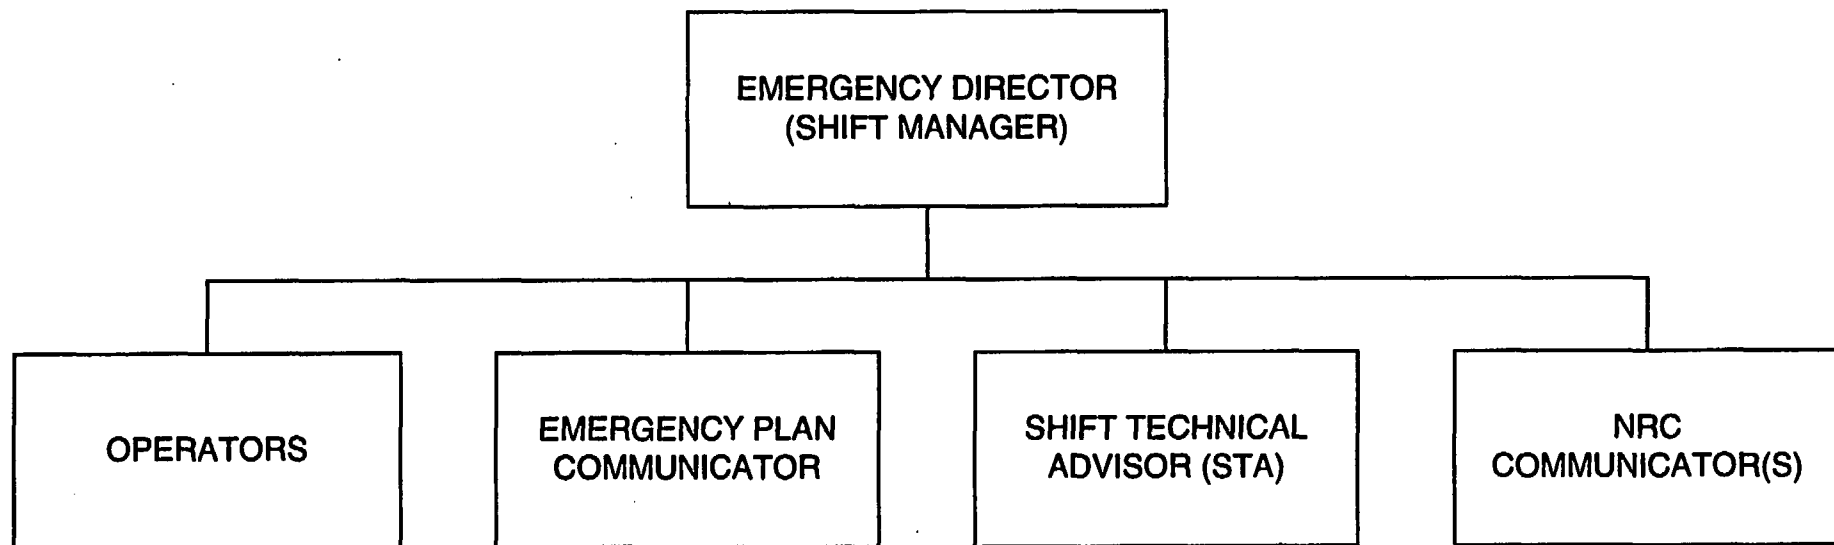 EMERGENCY DIRECTOR
(SHIFT MANAGER)
OPERATORS
EMERGENCY PLAN
COMMUNICATOR
SHIFT TECHNICAL
ADVISOR (STA)
NRC
COMMUNICATOR(S)